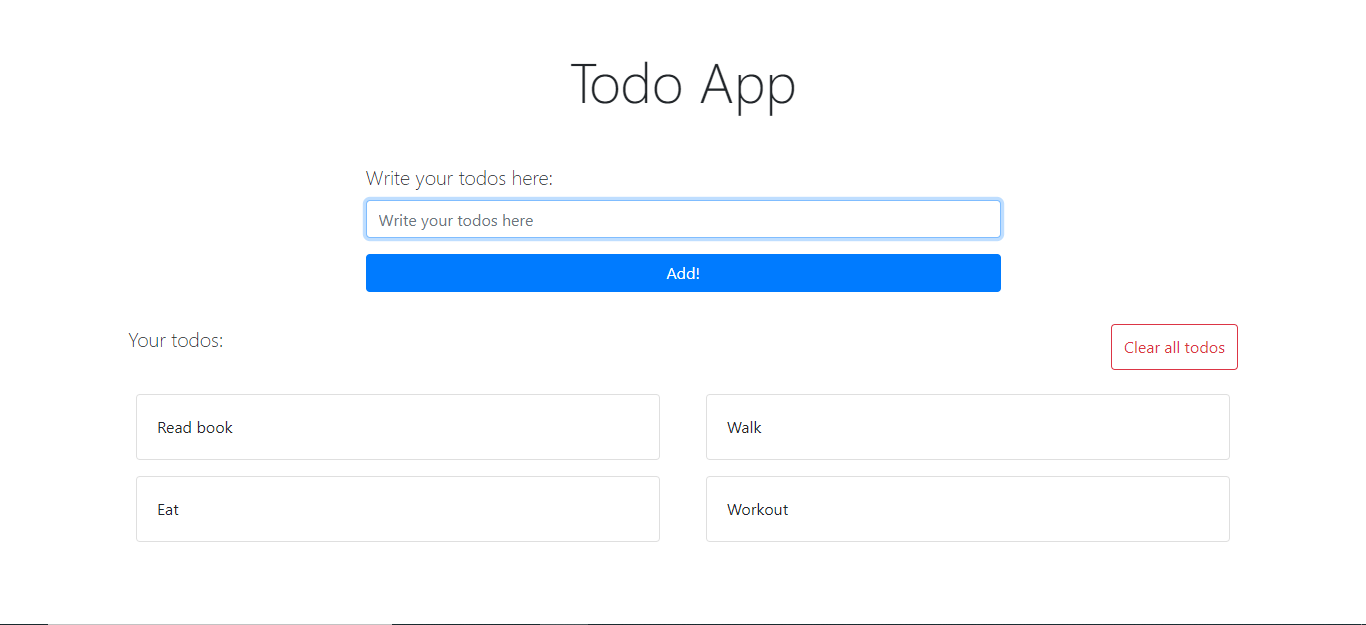 Todo App
Write your todos here:
Write your todos here
Add!
Your todos:
Clear all todos
Read book
Walk
Eat
Workout